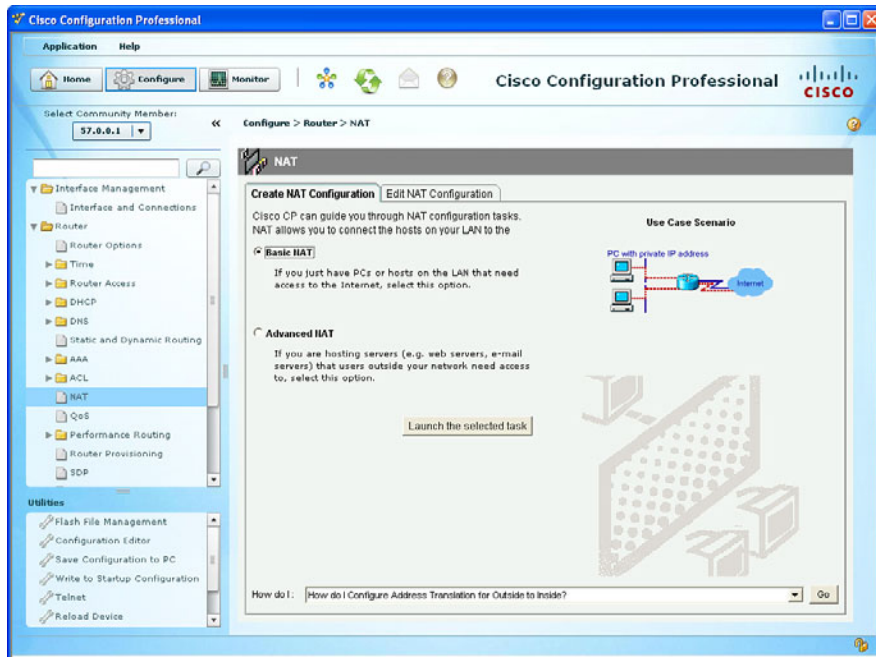 Cisco Configuration Professional
Application Help
Home Configure Monitor
Cisco Configuration Professional
CISCO
Select Community Member:
57.0.0.1
Configure > Router > NAT
Interface Management
Interface and Connections
Router
Router Options
Time
Router Access
DHCP
DNS
Static and Dynamic Routing
AAA
ACL
NAT
QoS
Performance Routing
Router Provisioning
SDP
Utilities
Flash File Management
Configuration Editor
Save Configuration to PC
Write to Startup Configuration
Telnet
Reload Device
NAT
Create NAT Configuration Edit NAT Configuration
Cisco CP can guide you through NAT configuration tasks.
NAT allows you to connect the hosts on your LAN to the
Basic NAT
If you just have PCs or hosts on the LAN that need
access to the Internet, select this option.
Advanced NAT
If you are hosting servers (e.g. web servers, e-mail
servers) that users outside your network need access
to, select this option.
Launch the selected task
Use Case Scenario
PC with private IP address
Internet
How do I: How do I Configure Address Translation for Outside to Inside? Go